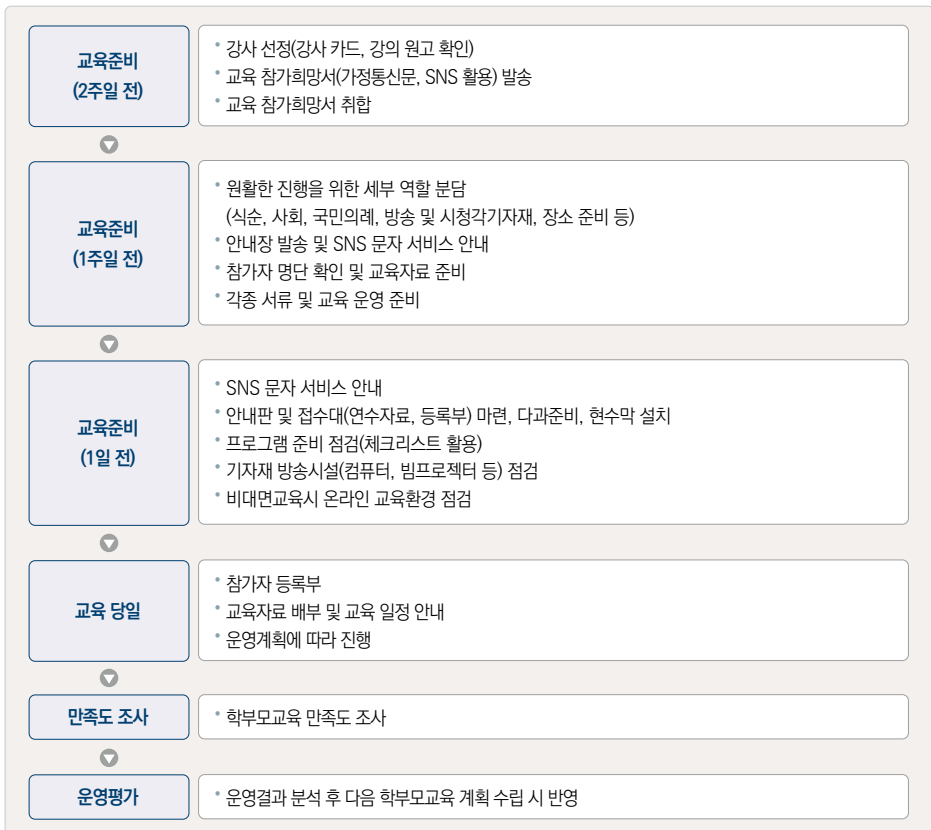 교육준비
(2주일 전)
• 강사 선정(강사 카드, 강의 원고 확인)
• 교육 참가희망서(가정통신문, SNS 활용) 발송
• 교육 참가희망서 취합
교육준비
(1주일 전)
• 원활한 진행을 위한 세부 역할 분담
(식순, 사회, 국민의례, 방송 및 시청각기자재, 장소 준비 등)
• 안내장 발송 및 SNS 문자 서비스 안내
• 참가자 명단 확인 및 교육자료 준비
• 각종 서류 및 교육 운영 준비
교육준비
(1일 전)
• SNS 문자 서비스 안내
• 안내판 및 접수대(연수자료, 등록부) 마련, 다과준비, 현수막 설치
• 프로그램 준비 점검(체크리스트 활용)
• 기자재 방송시설(컴퓨터, 빔프로젝터 등) 점검
• 비대면교육시 온라인 교육환경 점검
교육 당일
• 참가자 등록부
• 교육자료 배부 및 교육 일정 안내
• 운영계획에 따라 진행
만족도 조사
• 학부모교육 만족도 조사
운영평가
• 운영결과 분석 후 다음 학부모교육 계획 수립 시 반영